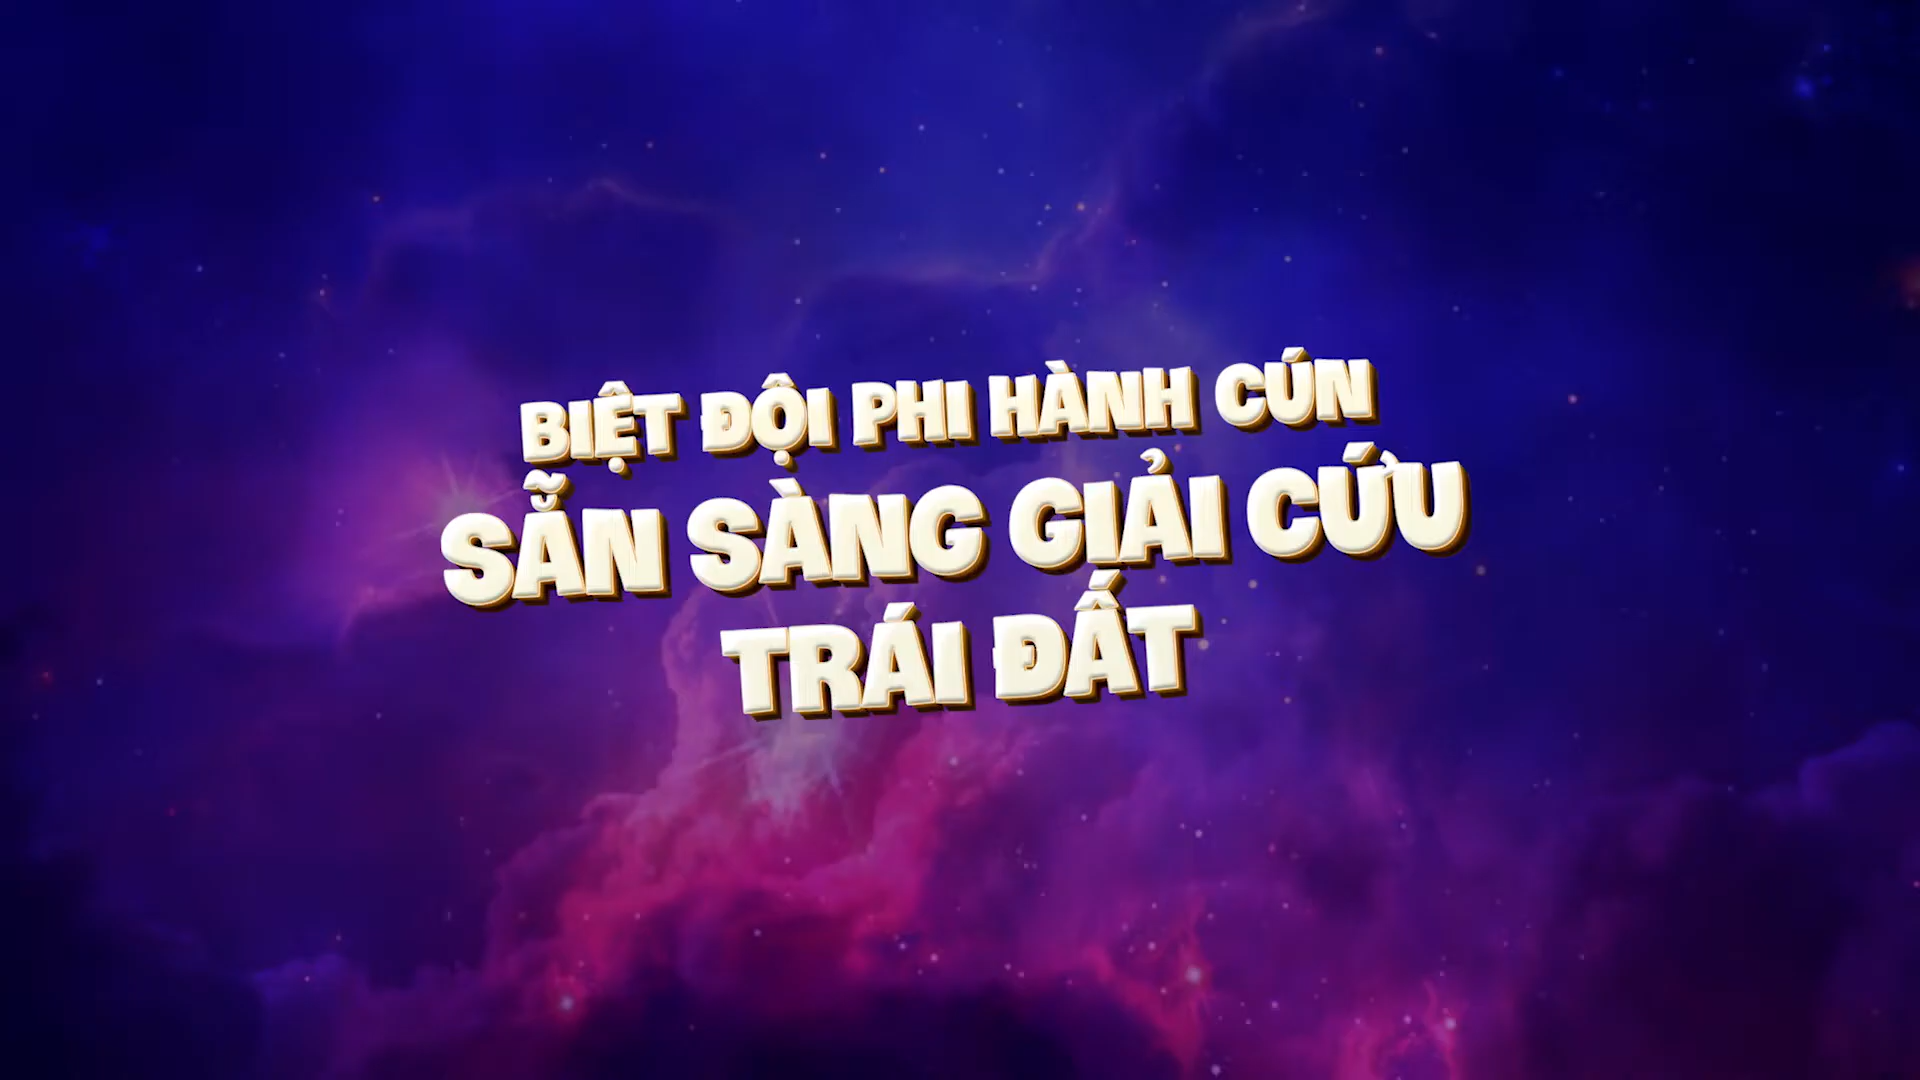 BIỆT ĐỘI PHI HÀNH CÚN
SẴN SÀNG GIẢI CỨU
TRÁI ĐẤT